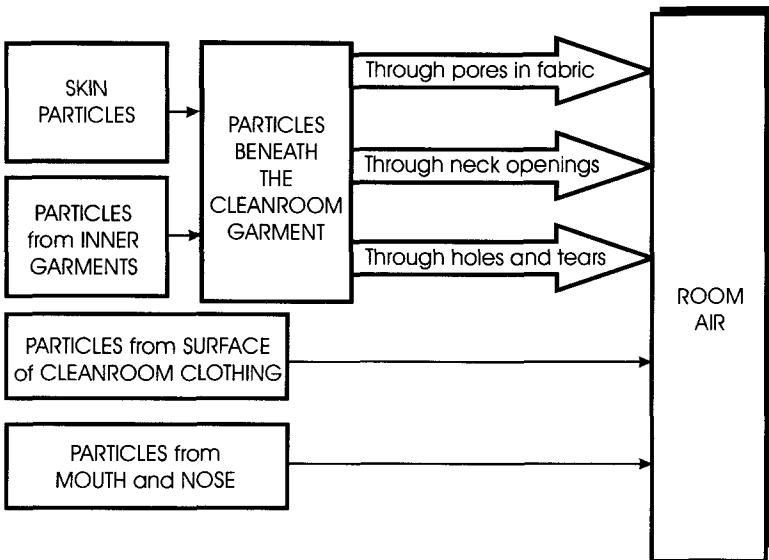 SKIN
PARTICLES
PARTICLES
from INNER
GARMENTS
PARTICLES
BENEATH
THE
CLEANROOM
GARMENT
Through pores in fabric
Through neck openings
Through holes and tears
PARTICLES from SURFACE
of CLEANROOM CLOTHING
PARTICLES from
MOUTH and NOSE
ROOM
AIR